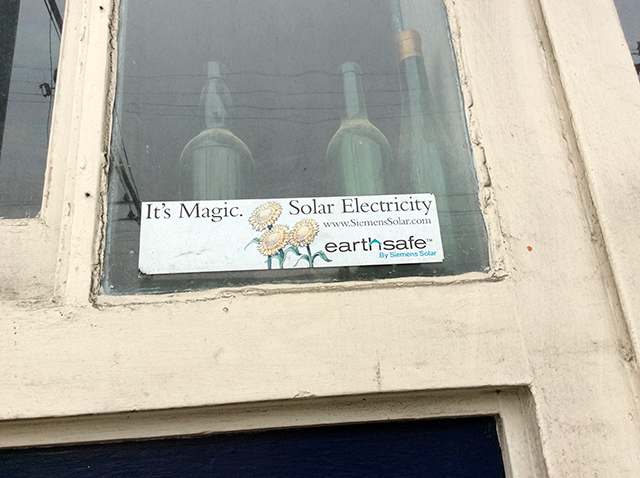 It's Magic. Solar Electricity
www.SiemensSolar.com
earthsafe™
By Siemens Solar